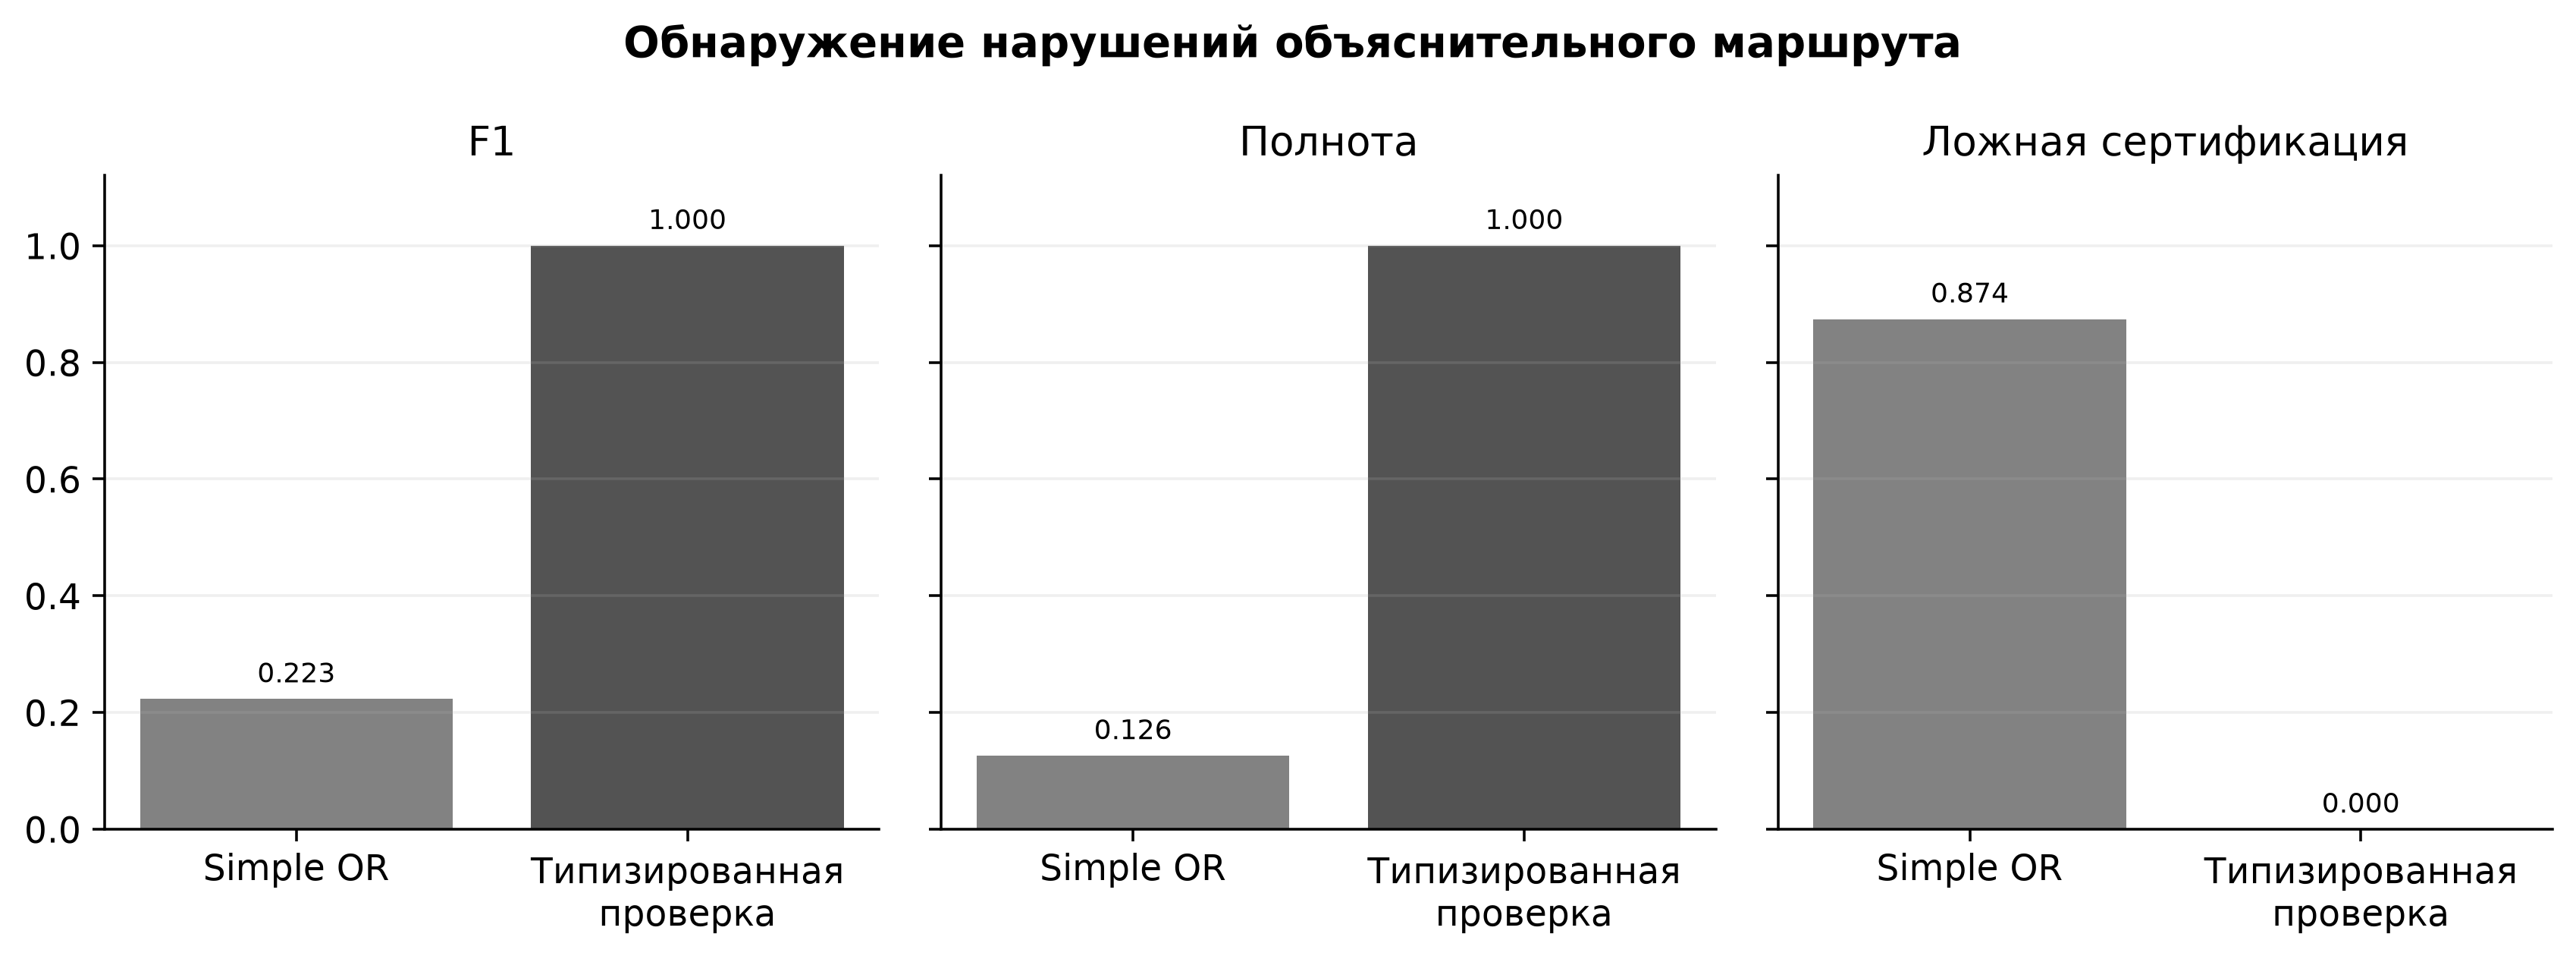 Обнаружение нарушений объяснительного маршрута
F1
1.0
0.8
0.6
0.4
0.2
0.0
0.223
1.000
Simple OR
Типизированная
проверка
Полнота
0.126
1.000
Simple OR
Типизированная
проверка
Ложная сертификация
0.874
0.000
Simple OR
Типизированная
проверка